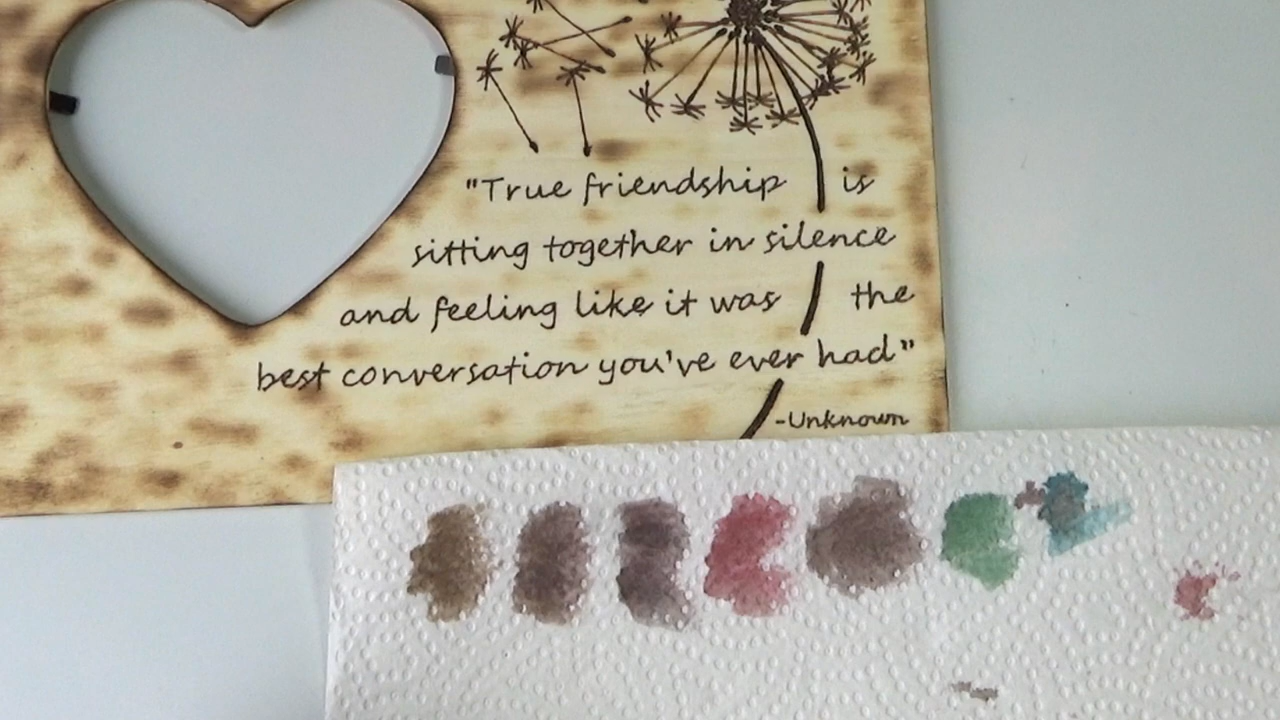 "True friendship is
sitting together in silence
and feeling like it was the
best conversation you've ever had"
-Unknown